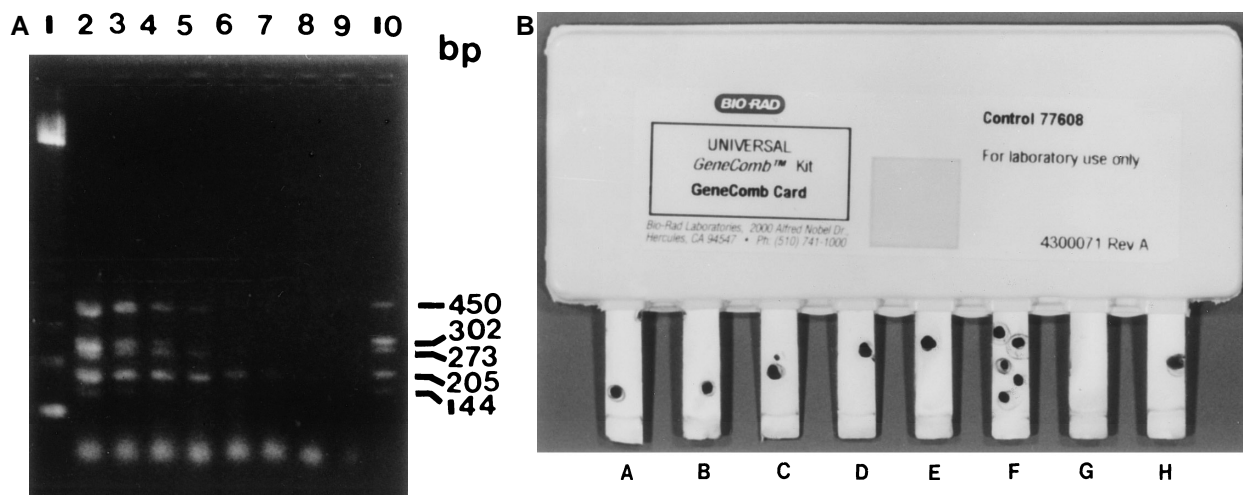 A 1 2 3 4 5 6 7 8 9 10
bp
450
302
273
205
144
B
BIO-RAD
UNIVERSAL
GeneComb™ Kit
GeneComb Card
Bio-Rad Laboratories, 2000 Alfred Nobel Dr.,
Hercules, CA 94547 • Ph: (510) 741-1000
Control 77608
For laboratory use only
4300071 Rev A
A B C D E F G H